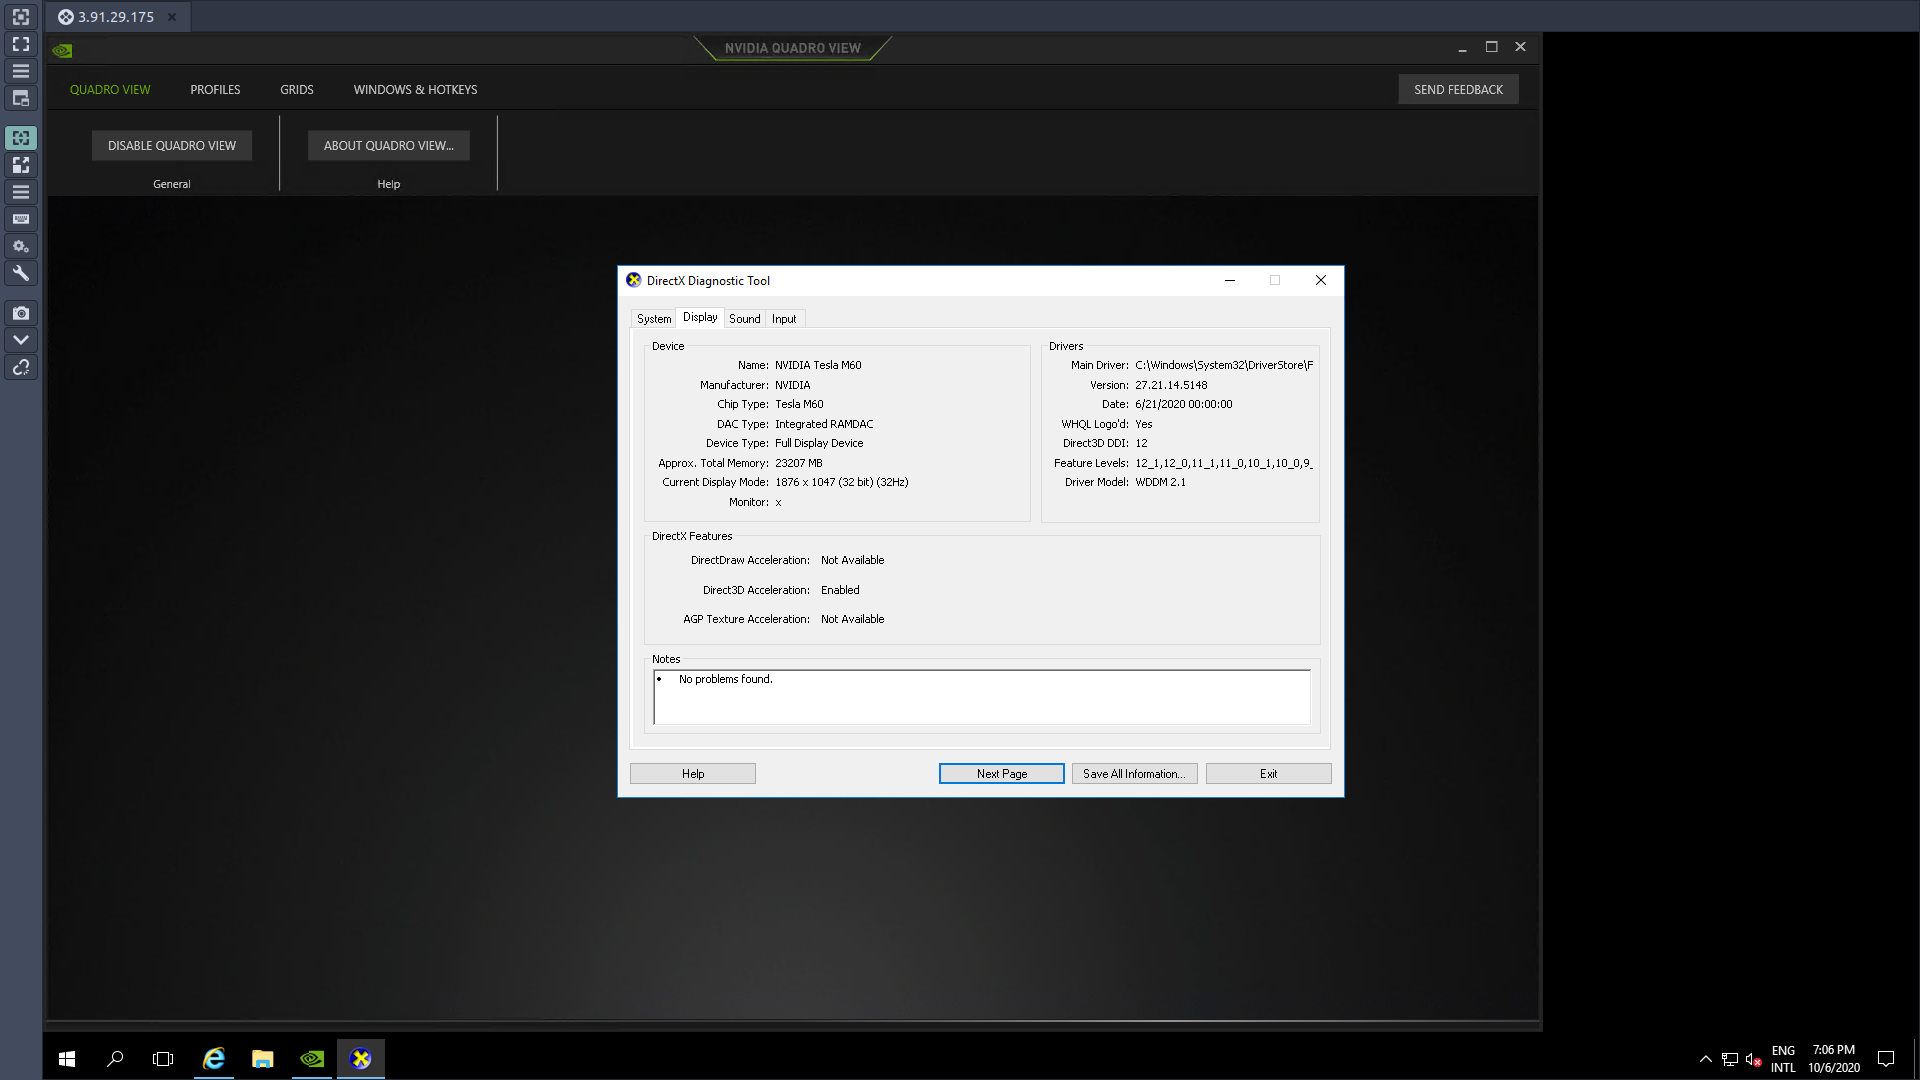 3.91.29.175
NVIDIA QUADRO VIEW
QUADRO VIEW
PROFILES
GRIDS
WINDOWS & HOTKEYS
SEND FEEDBACK
DISABLE QUADRO VIEW
ABOUT QUADRO VIEW...
General
Help
DirectX Diagnostic Tool
System
Display
Sound
Input
Device
Name: NVIDIA Tesla M60
Manufacturer: NVIDIA
Chip Type: Tesla M60
DAC Type: Integrated RAMDAC
Device Type: Full Display Device
Approx. Total Memory: 23207 MB
Current Display Mode: 1876 x 1047 (32 bit) (32Hz)
Monitor: x
Drivers
Main Driver: C:\Windows\System32\DriverStore\F
Version: 27.21.14.5148
Date: 6/21/2020 00:00:00
WHQL Logo'd: Yes
Direct3D DDI: 12
Feature Levels: 12_1,12_0,11_1,11_0,10_1,10_0,9_
Driver Model: WDDM 2.1
DirectX Features
DirectDraw Acceleration: Not Available
Direct3D Acceleration: Enabled
AGP Texture Acceleration: Not Available
Notes
• No problems found.
Help
Next Page
Save All Information...
Exit
ENG
INTL
7:06 PM
10/6/2020